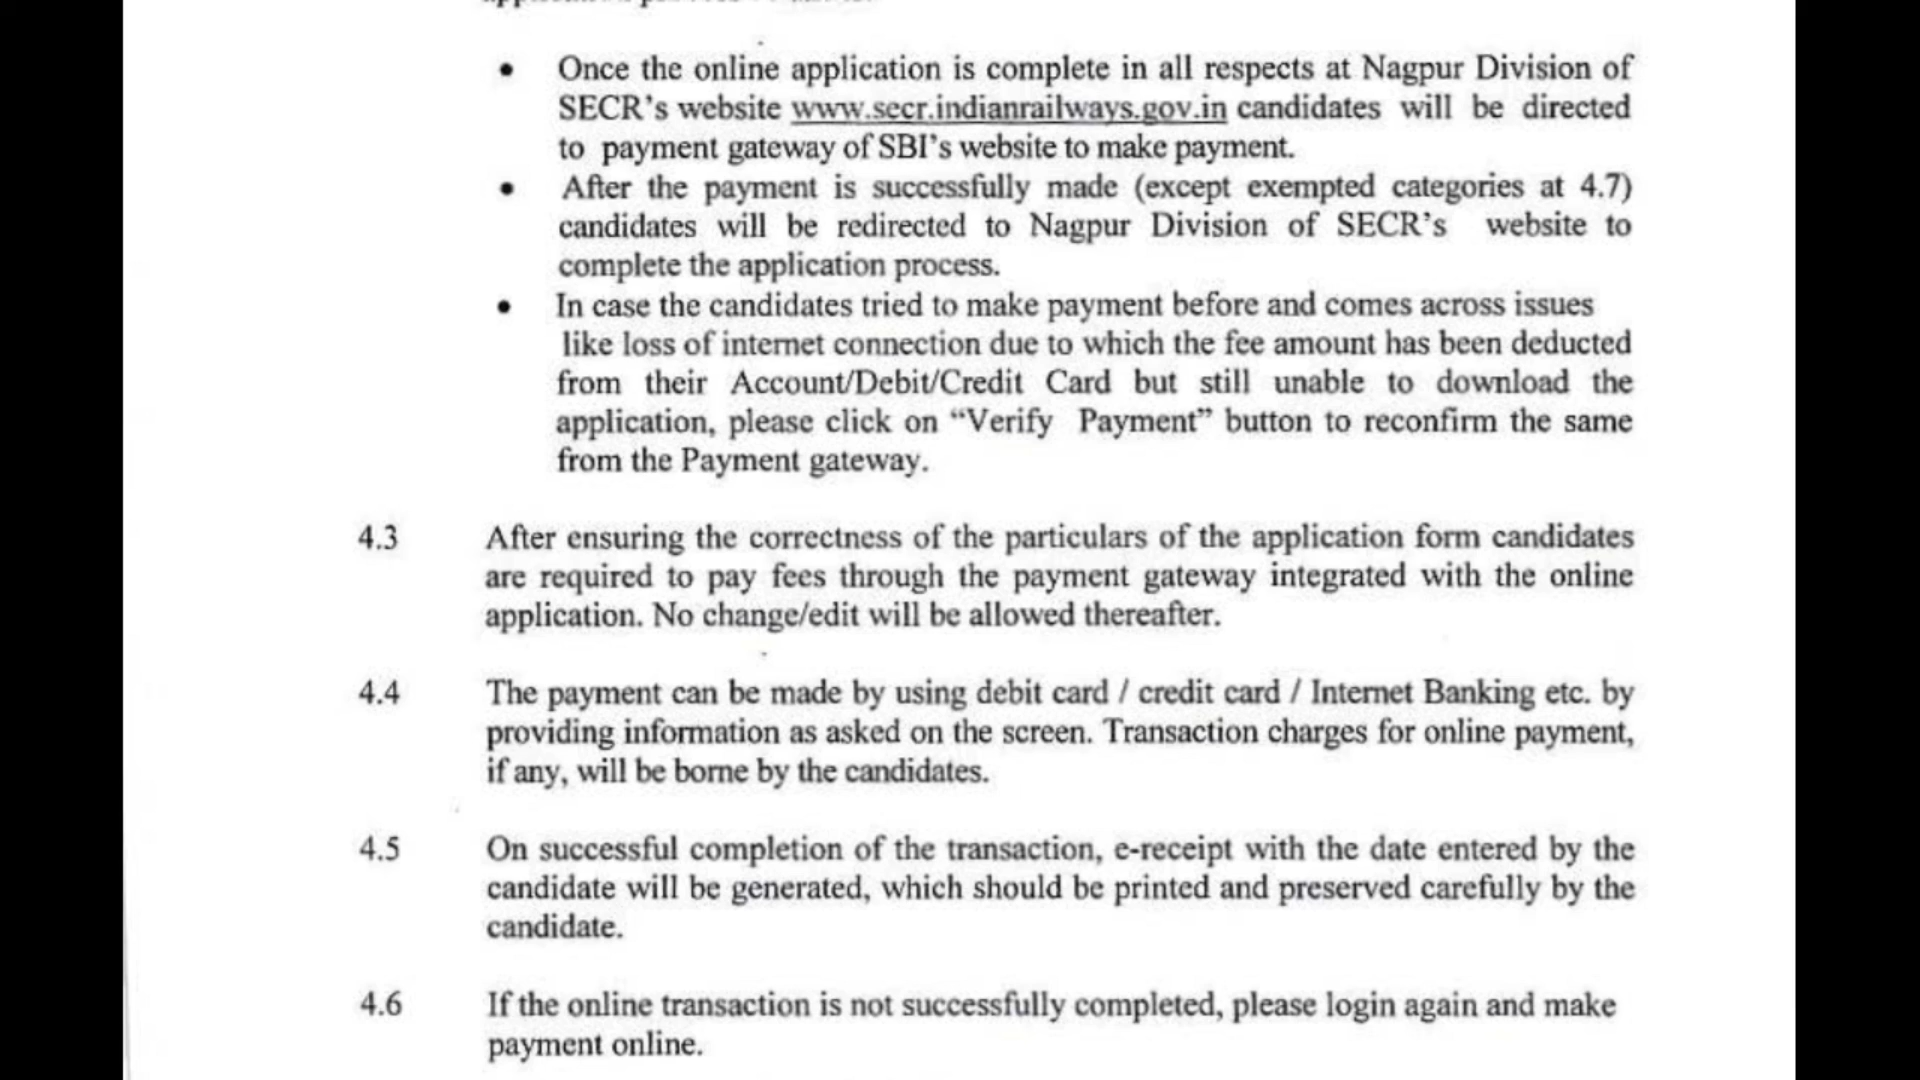 • Once the online application is complete in all respects at Nagpur Division of
SECR's website www.secr.indianrailways.gov.in candidates will be directed
to payment gateway of SBI's website to make payment.
• After the payment is successfully made (except exempted categories at 4.7)
candidates will be redirected to Nagpur Division of SECR's website to
complete the application process.
• In case the candidates tried to make payment before and comes across issues
like loss of internet connection due to which the fee amount has been deducted
from their Account/Debit/Credit Card but still unable to download the
application, please click on “Verify Payment” button to reconfirm the same
from the Payment gateway.
4.3 After ensuring the correctness of the particulars of the application form candidates
are required to pay fees through the payment gateway integrated with the online
application. No change/edit will be allowed thereafter.
4.4 The payment can be made by using debit card / credit card / Internet Banking etc. by
providing information as asked on the screen. Transaction charges for online payment,
if any, will be borne by the candidates.
4.5 On successful completion of the transaction, e-receipt with the date entered by the
candidate will be generated, which should be printed and preserved carefully by the
candidate.
4.6 If the online transaction is not successfully completed, please login again and make
payment online.